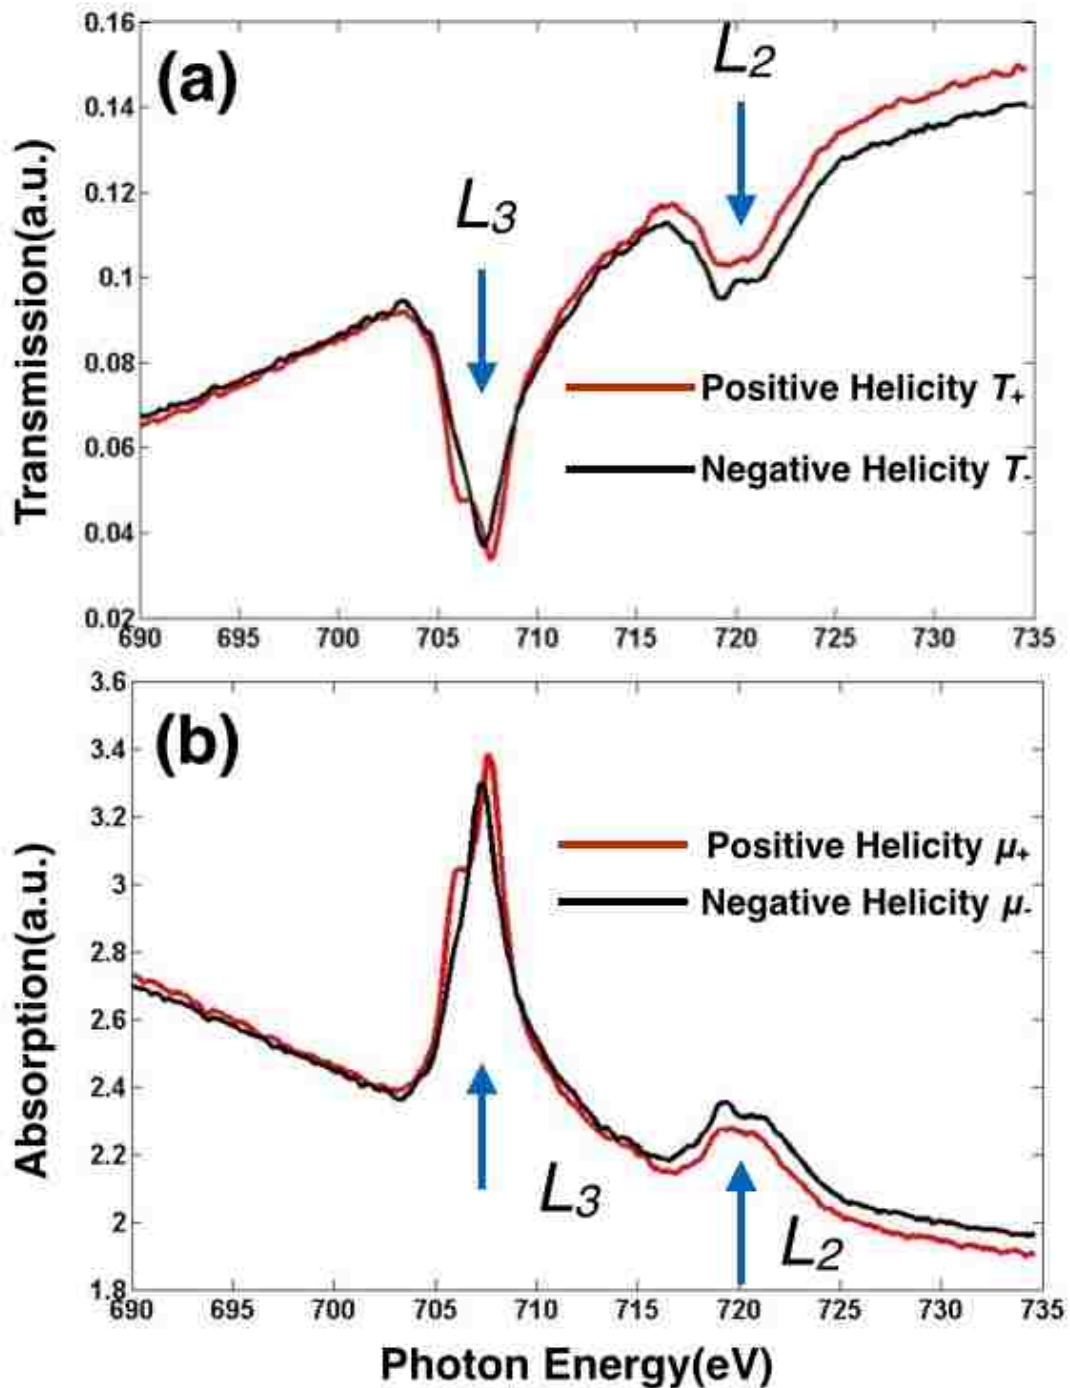 0.16
(a)
L2
0.14
0.12
L3
0.1
0.08
Positive Helicity T+
0.06
Negative Helicity T-
0.04
0.02
Transmission(a.u.)
690 695 700 705 710 715 720 725 730 735
3.6
(b)
3.4
3.2
Positive Helicity μ+
3
Negative Helicity μ-
2.8
2.6
2.4
2.2
L3
2
L2
1.8
Absorption(a.u.)
690 695 700 705 710 715 720 725 730 735
Photon Energy(eV)